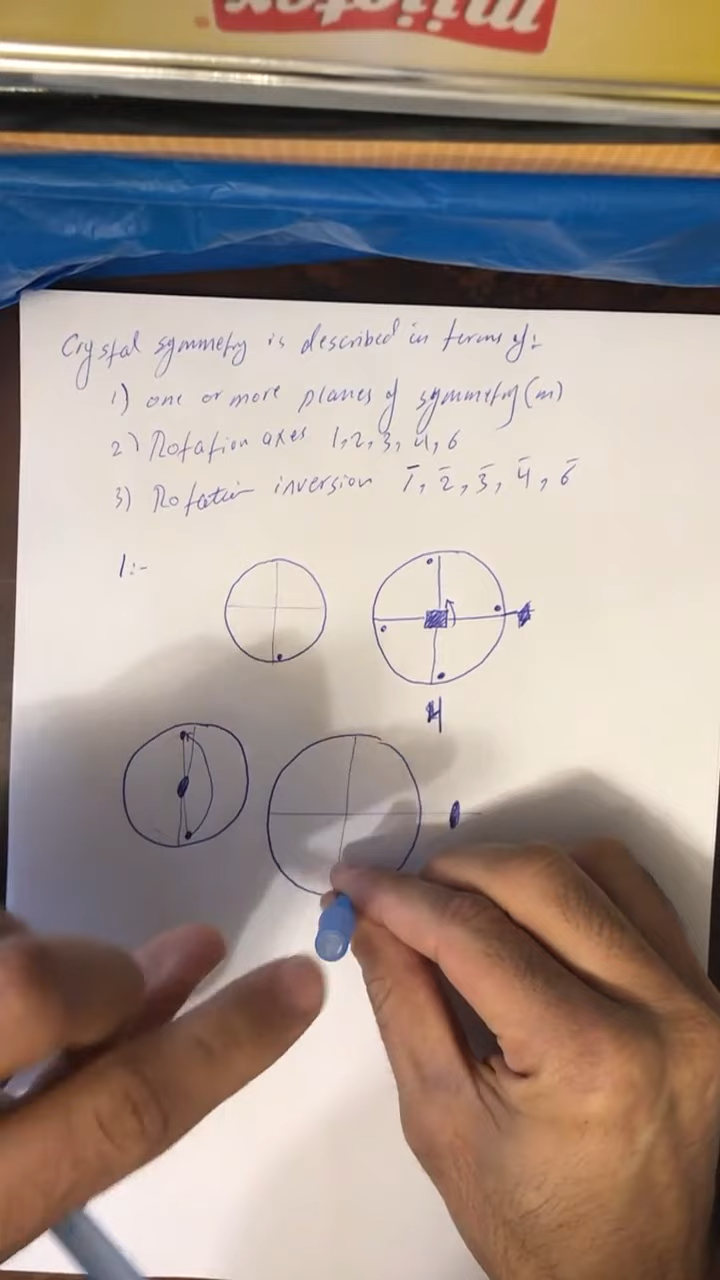 Crystal symmetry is described in terms of:-
1) one or more planes of symmetry (m)
2) Rotation axes 1, 2, 3, 4, 6
3) Rotation inversion 1̄, 2̄, 3̄, 4̄, 6̄
1:-
4